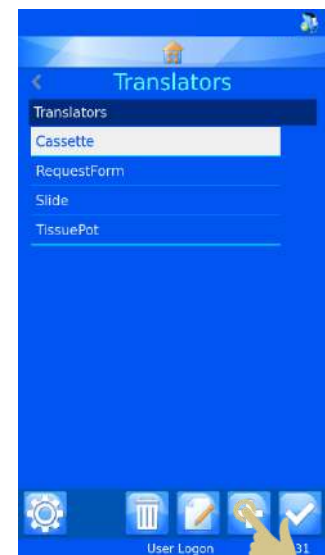 Translators
Translators
Cassette
RequestForm
Slide
TissuePot
User Logon
31